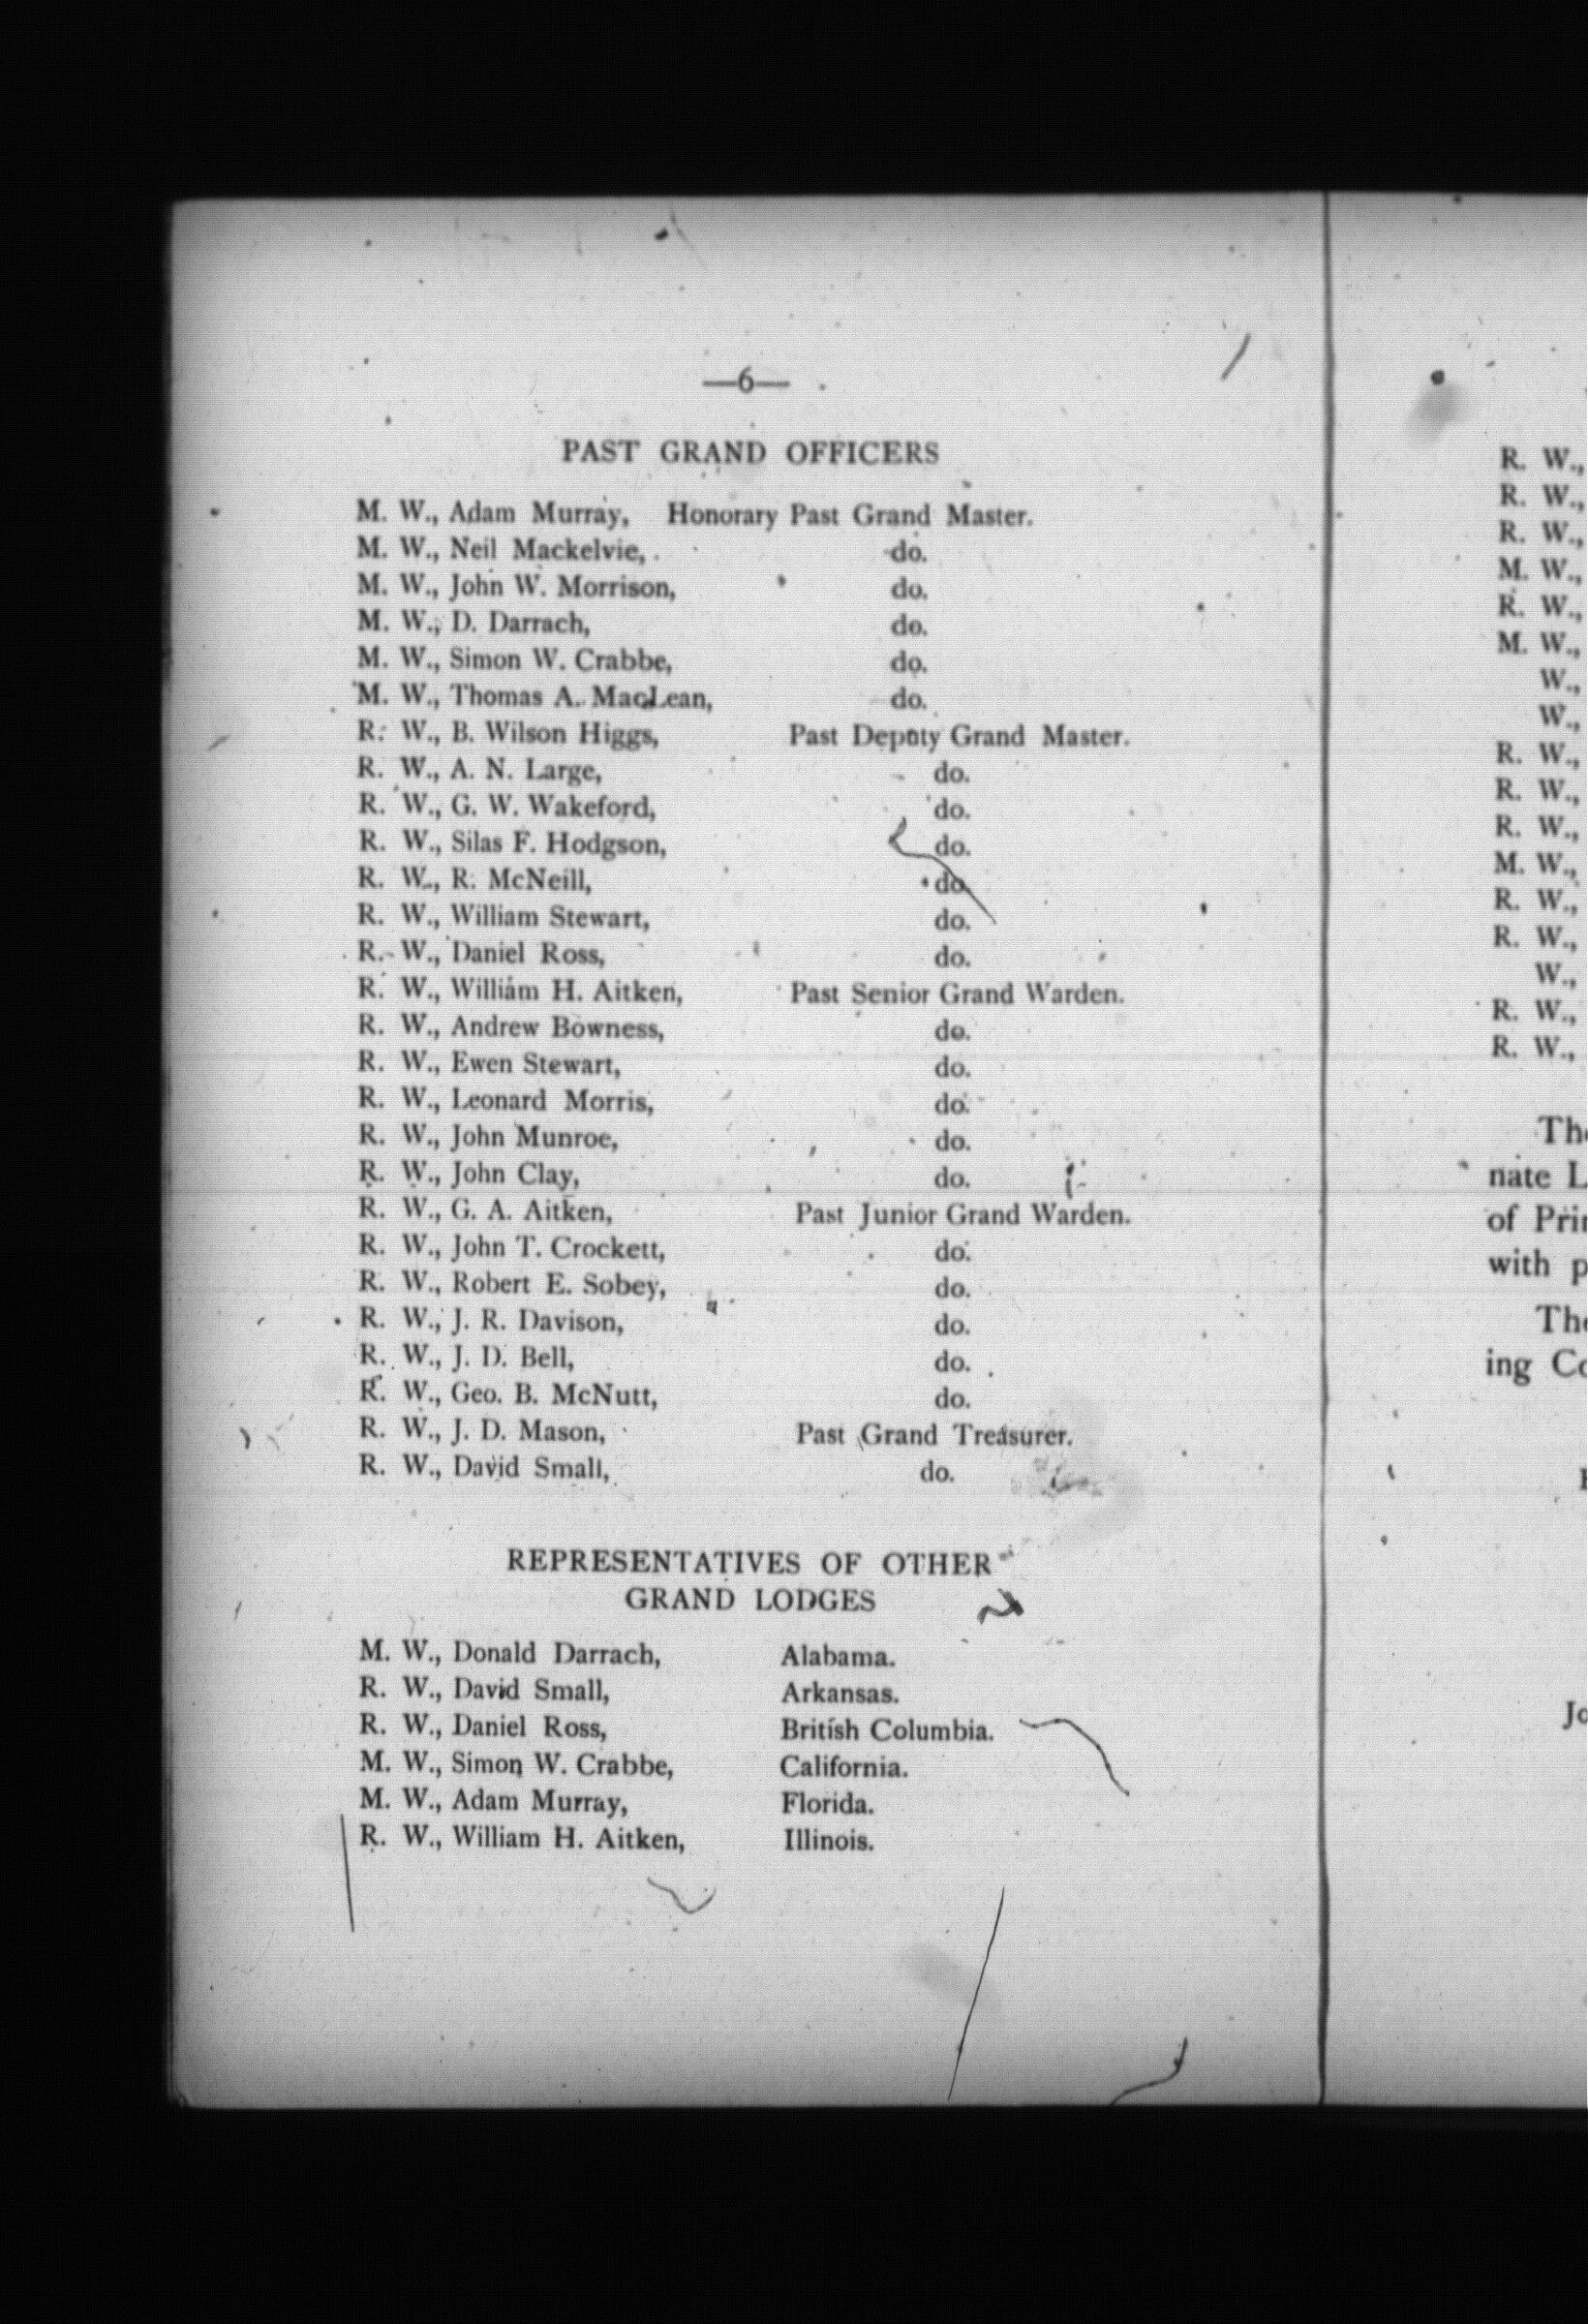 —6—
PAST GRAND OFFICERS
M. W., Adam Murray, Honorary Past Grand Master.
M. W., Neil Mackelvie, do.
M. W., John W. Morrison, do.
M. W., D. Darrach, do.
M. W., Simon W. Crabbe, do.
M. W., Thomas A. MacLean, do.
R. W., B. Wilson Higgs, Past Deputy Grand Master.
R. W., A. N. Large, do.
R. W., G. W. Wakeford, do.
R. W., Silas F. Hodgson, do.
R. W., R. McNeill, do.
R. W., William Stewart, do.
R. W., Daniel Ross, do.
R. W., William H. Aitken, Past Senior Grand Warden.
R. W., Andrew Bowness, do.
R. W., Ewen Stewart, do.
R. W., Leonard Morris, do.
R. W., John Munroe, do.
R. W., John Clay, do.
R. W., G. A. Aitken, Past Junior Grand Warden.
R. W., John T. Crockett, do.
R. W., Robert E. Sobey, do.
R. W., J. R. Davison, do.
R. W., J. D. Bell, do.
R. W., Geo. B. McNutt, do.
R. W., J. D. Mason, Past Grand Treasurer.
R. W., David Small, do.
REPRESENTATIVES OF OTHER
GRAND LODGES
M. W., Donald Darrach, Alabama.
R. W., David Small, Arkansas.
R. W., Daniel Ross, British Columbia.
M. W., Simon W. Crabbe, California.
M. W., Adam Murray, Florida.
R. W., William H. Aitken, Illinois.
R. W.,
R. W.,
R. W.,
M. W.,
R. W.,
M. W.,
W.,
W.,
R. W.,
R. W.,
R. W.,
M. W.,
R. W.,
R. W.,
W.,
R. W.,
R. W.,
The
nate L
of Prin
with p
The
ing Co
Jo